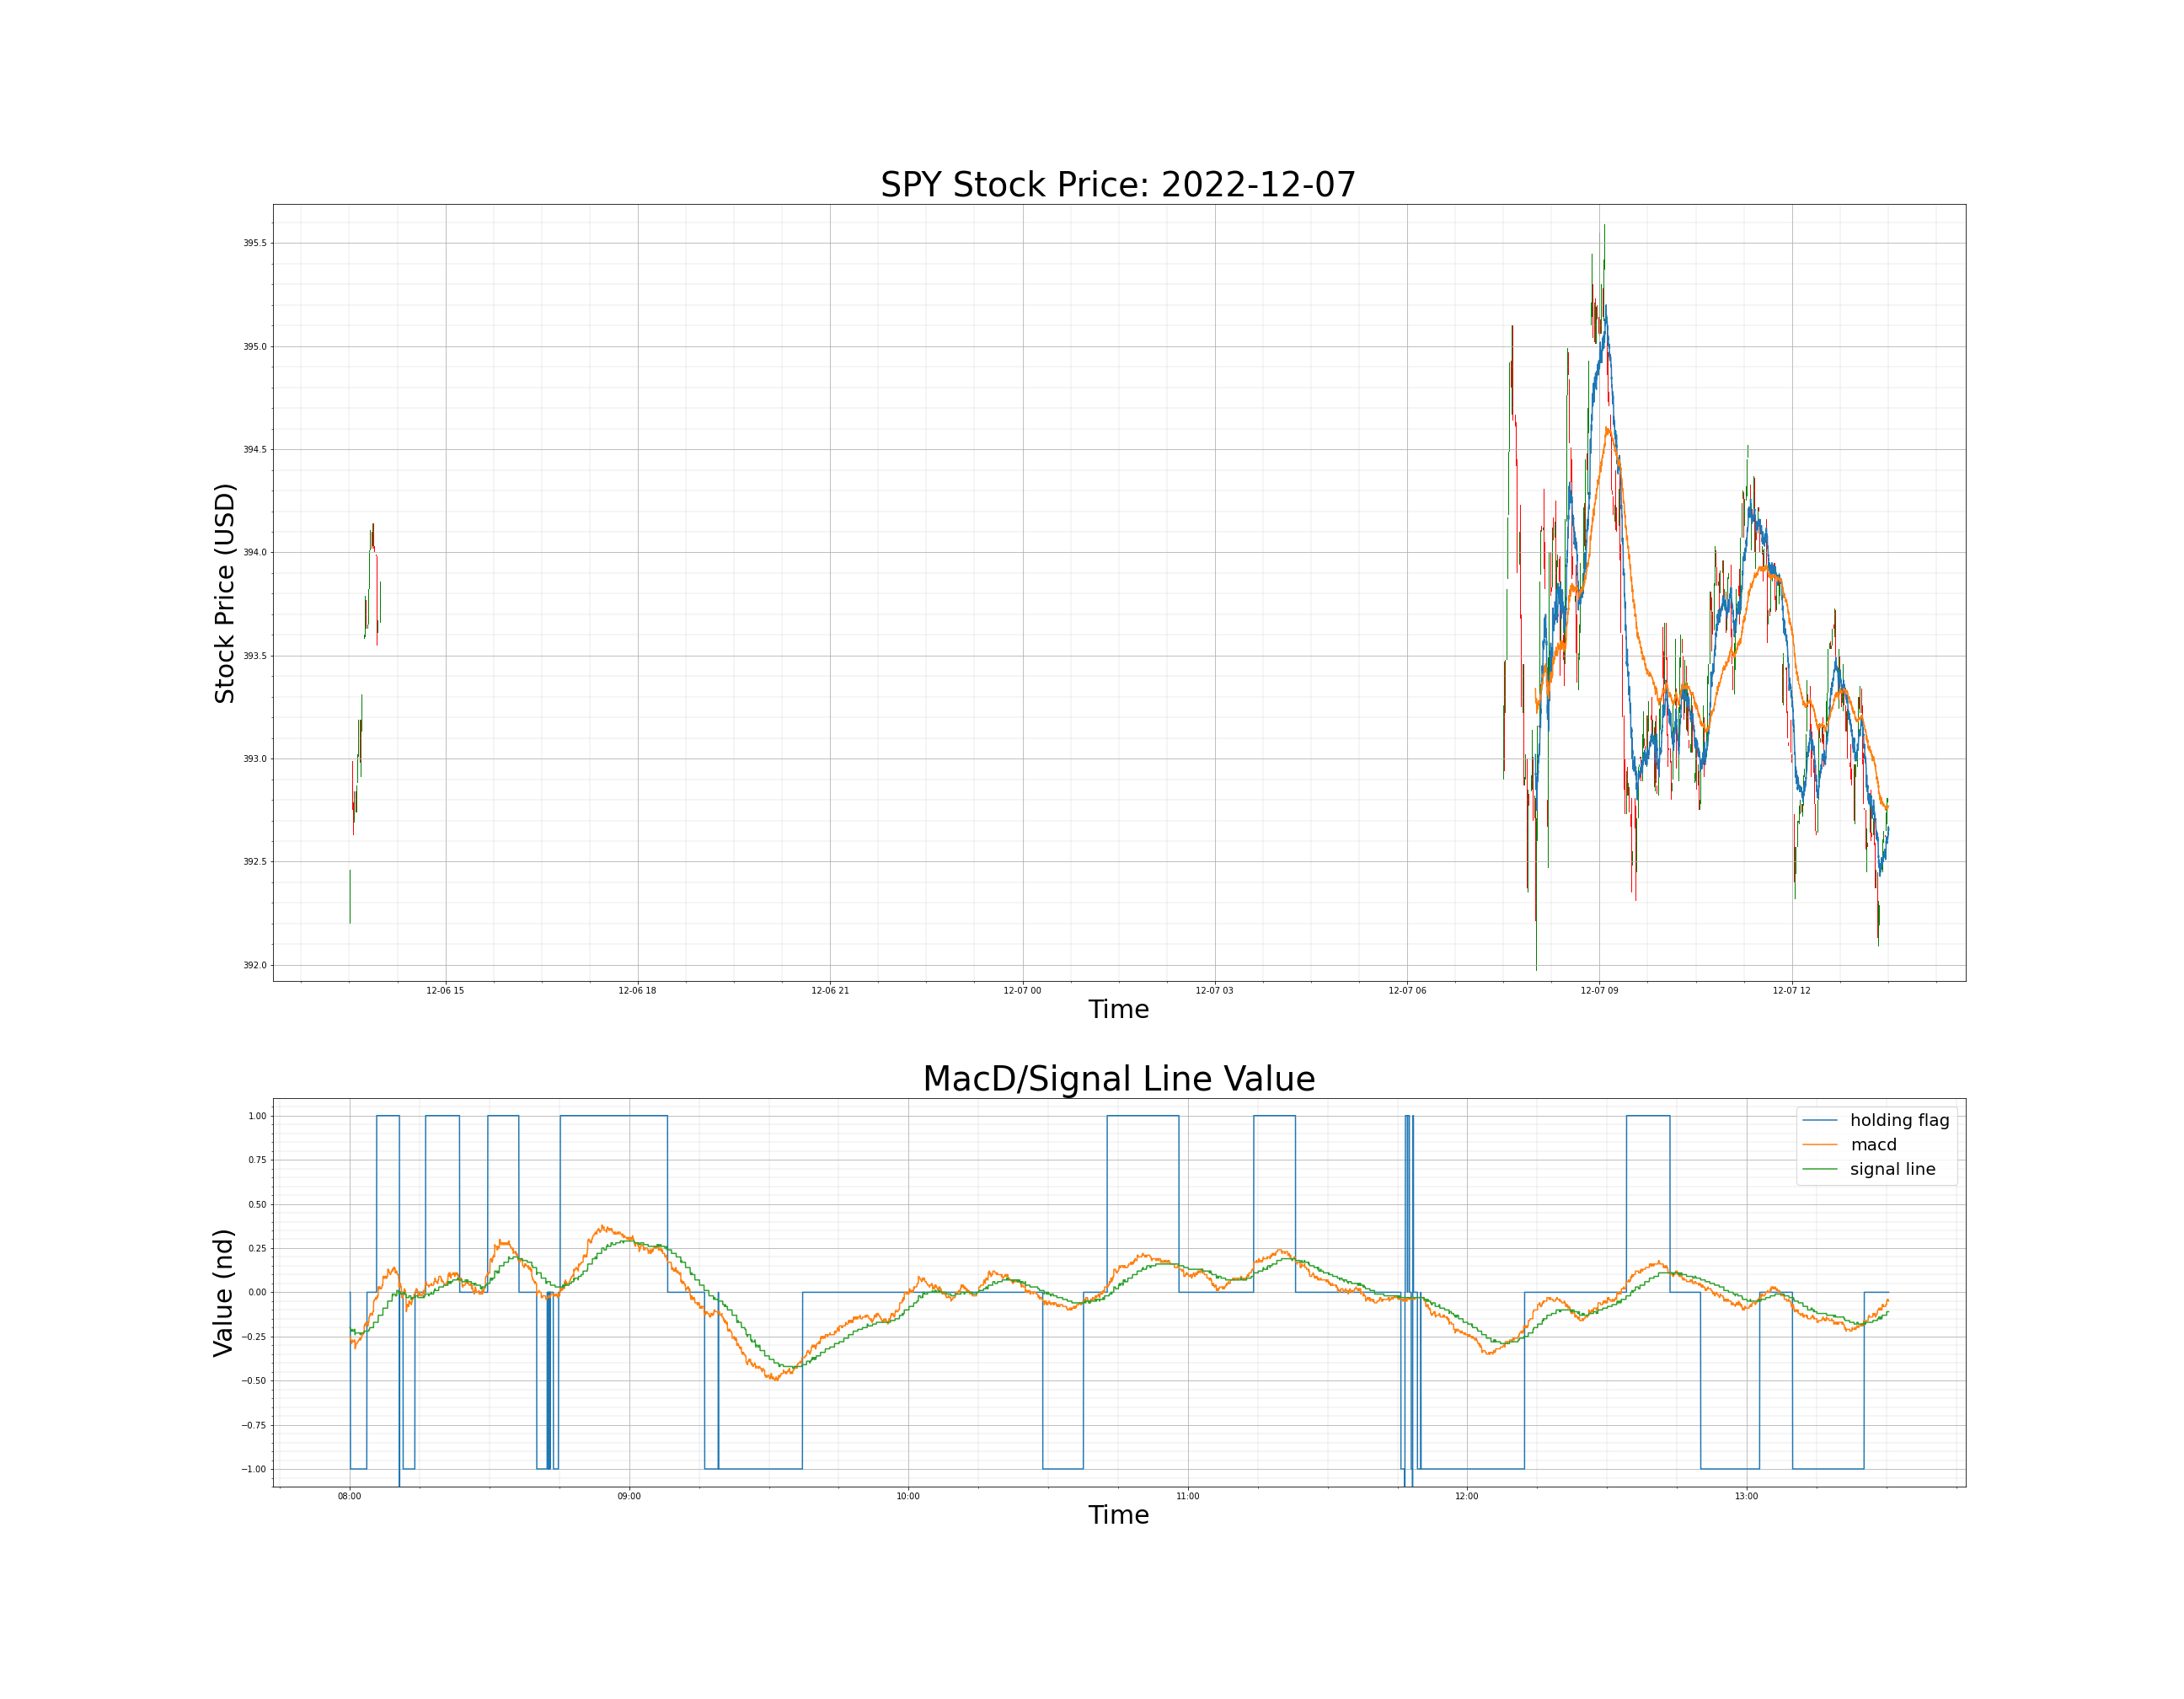 SPY Stock Price: 2022-12-07
Stock Price (USD)
395.5
395.0
394.5
394.0
393.5
393.0
392.5
392.0
12-06 15 12-06 18 12-06 21 12-07 00 12-07 03 12-07 06 12-07 09 12-07 12
Time
MacD/Signal Line Value
Value (nd)
1.00
0.75
0.50
0.25
0.00
−0.25
−0.50
−0.75
−1.00
holding flag
macd
signal line
08:00 09:00 10:00 11:00 12:00 13:00
Time